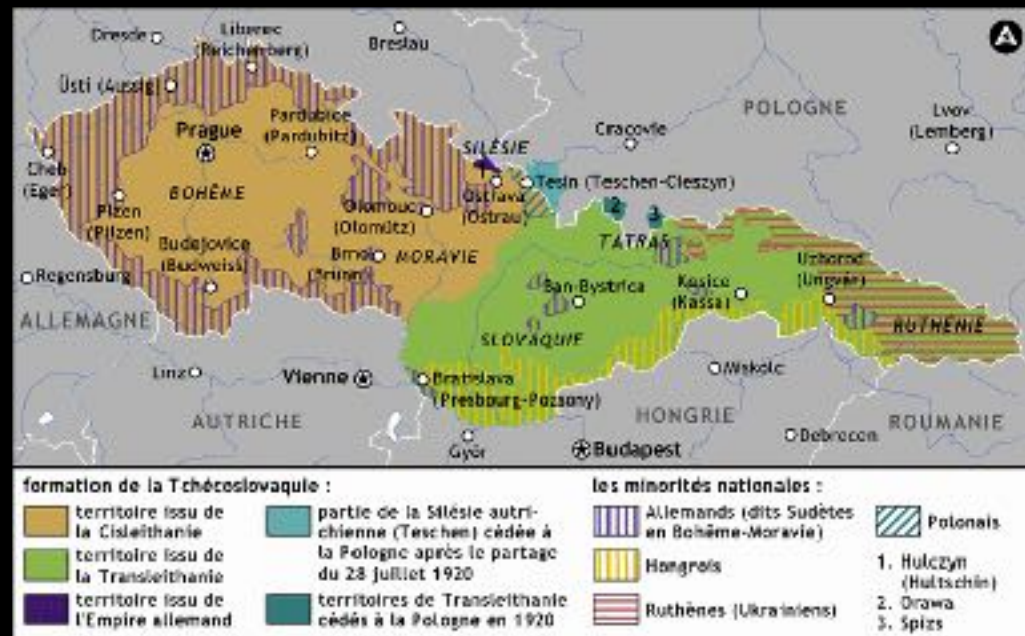 Dresde
Liberec
(Reichenberg)
Breslau
Ústi (Aussig)
Pardubice
(Pardubitz)
POLOGNE
Lvov
(Lemberg)
Prague
Cracovie
SILÉSIE
Cheb
(Eger)
1
2
3
Tesin (Teschen-Cieszyn)
BOHÊME
Ostrava
(Ostrau)
Plzen
(Pilzen)
Olomouc
(Olomütz)
TATRAS
Budejovice
(Budweiss)
Brno
(Brünn)
MORAVIE
Uzhorod
(Ungvár)
Regensburg
Ban-Bystrica
Kosice
(Kassa)
ALLEMAGNE
SLOVAQUIE
RUTHÉNIE
Linz
Vienne
Miskolc
Bratislava
(Presbourg-Pozsony)
AUTRICHE
HONGRIE
ROUMANIE
Györ
Budapest
Debrecen
formation de la Tchécoslovaquie :
territoire issu de
la Cisleithanie
territoire issu de
la Transleithanie
territoire issu de
l'Empire allemand
partie de la Silésie autri-
chienne (Teschen) cédée à
la Pologne après le partage
du 28 juillet 1920
territoires de Transleithanie
cédés à la Pologne en 1920
les minorités nationales :
Allemands (dits Sudètes
en Bohême-Moravie)
Hongrois
Ruthènes (Ukrainiens)
Polonais
1. Hulczyn
(Hultschin)
2. Orawa
3. Spizs